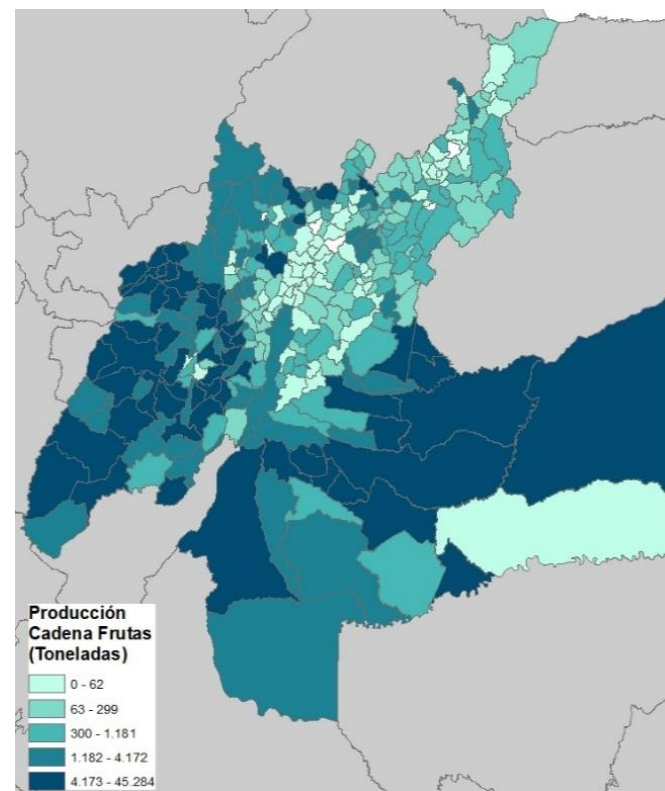 Producción
Cadena Frutas
(Toneladas)
0 - 62
63 - 299
300 - 1.181
1.182 - 4.172
4.173 - 45.284